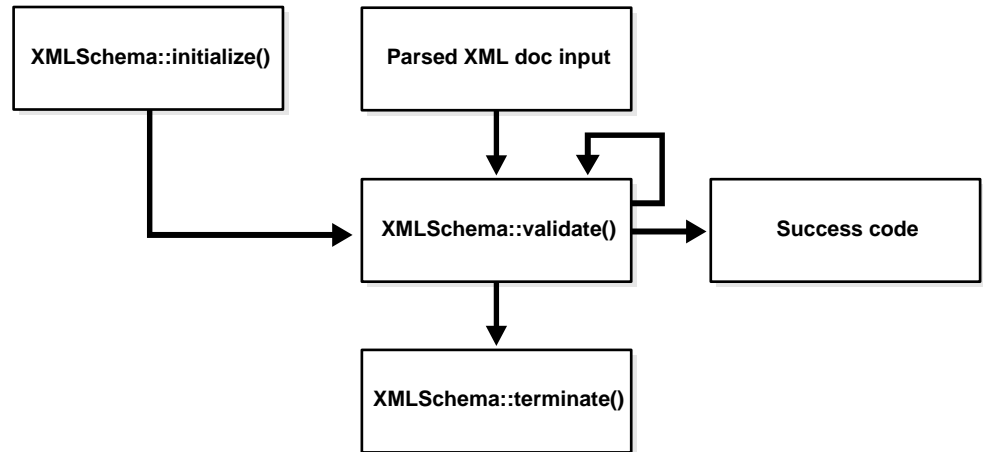 XMLSchema::initialize()
Parsed XML doc input
XMLSchema::validate()
Success code
XMLSchema::terminate()